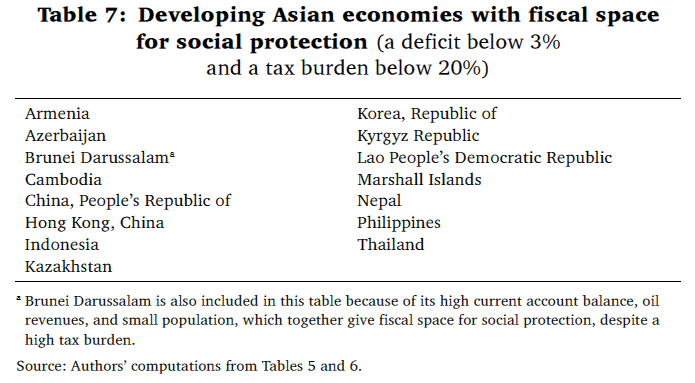 Table 7: Developing Asian economies with fiscal space
for social protection (a deficit below 3%
and a tax burden below 20%)
Armenia
Azerbaijan
Brunei Darussalamª
Cambodia
China, People’s Republic of
Hong Kong, China
Indonesia
Kazakhstan
Korea, Republic of
Kyrgyz Republic
Lao People’s Democratic Republic
Marshall Islands
Nepal
Philippines
Thailand
ª Brunei Darussalam is also included in this table because of its high current account balance, oil
revenues, and small population, which together give fiscal space for social protection, despite a
high tax burden.
Source: Authors’ computations from Tables 5 and 6.